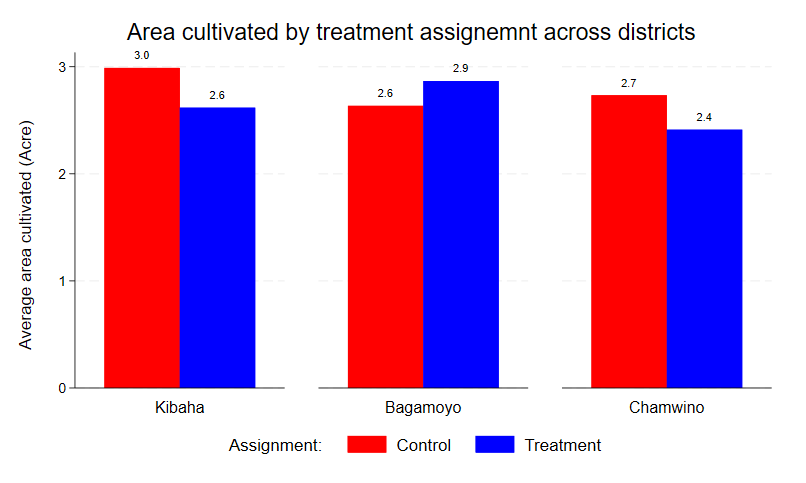 Area cultivated by treatment assignemnt across districts
Average area cultivated (Acre)
3
2
1
0
3.0
2.6
2.6
2.9
2.7
2.4
Kibaha
Bagamoyo
Chamwino
Assignment: Control Treatment